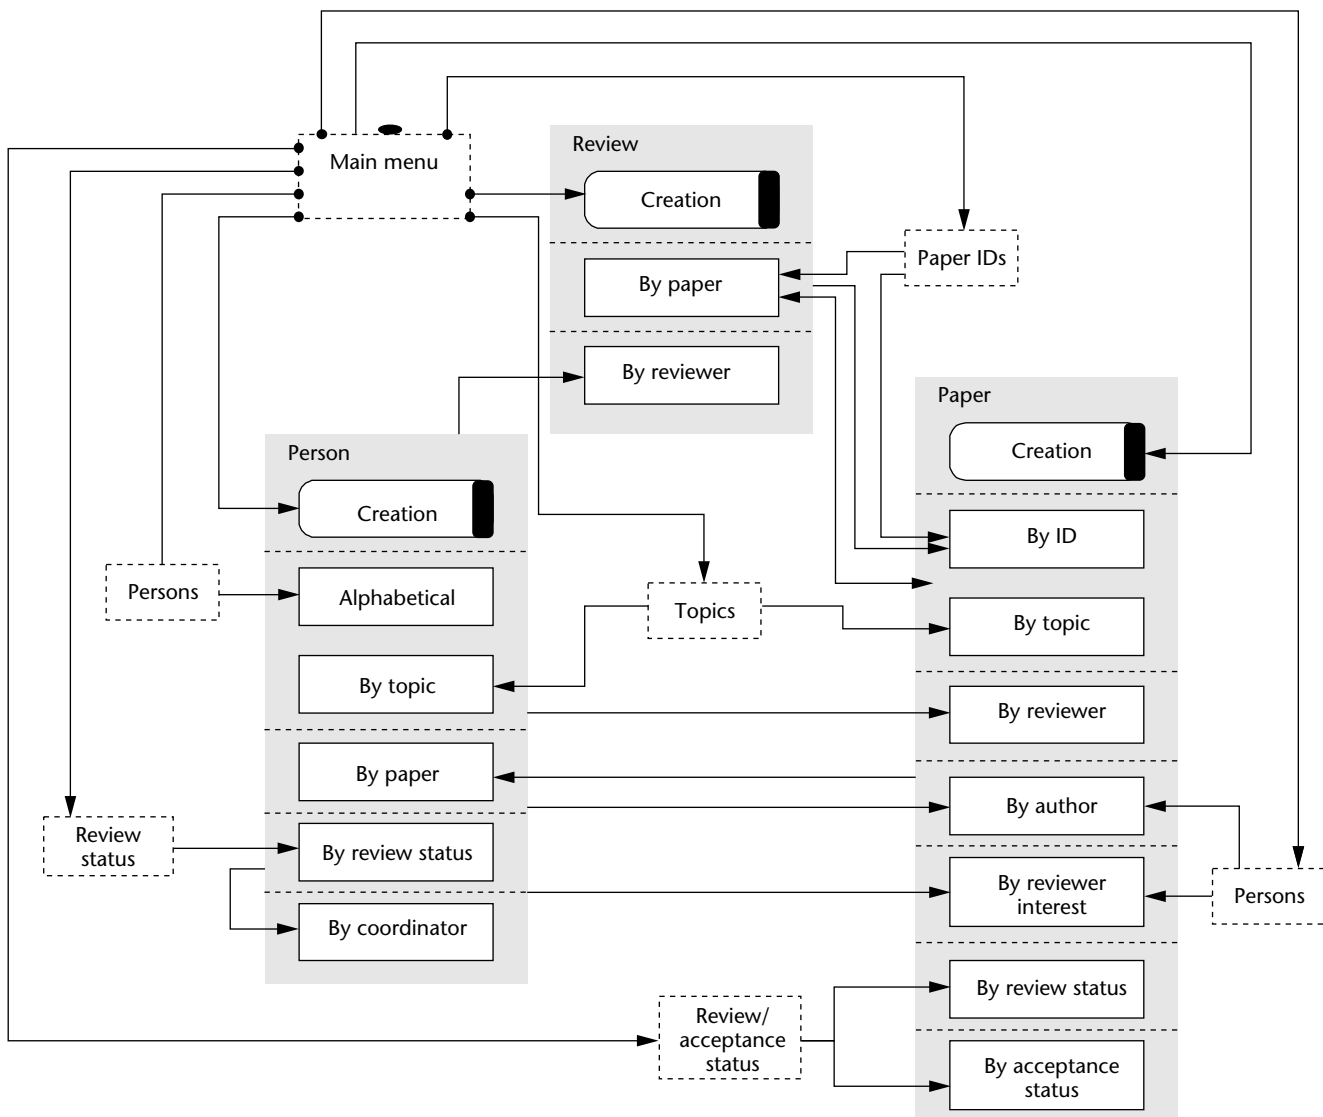 Main menu
Review
Creation
By paper
By reviewer
Paper IDs
Paper
Creation
By ID
By topic
By reviewer
By author
By reviewer
interest
By review status
By acceptance
status
Person
Creation
Alphabetical
By topic
By paper
By review status
By coordinator
Persons
Topics
Review
status
Persons
Review/
acceptance
status